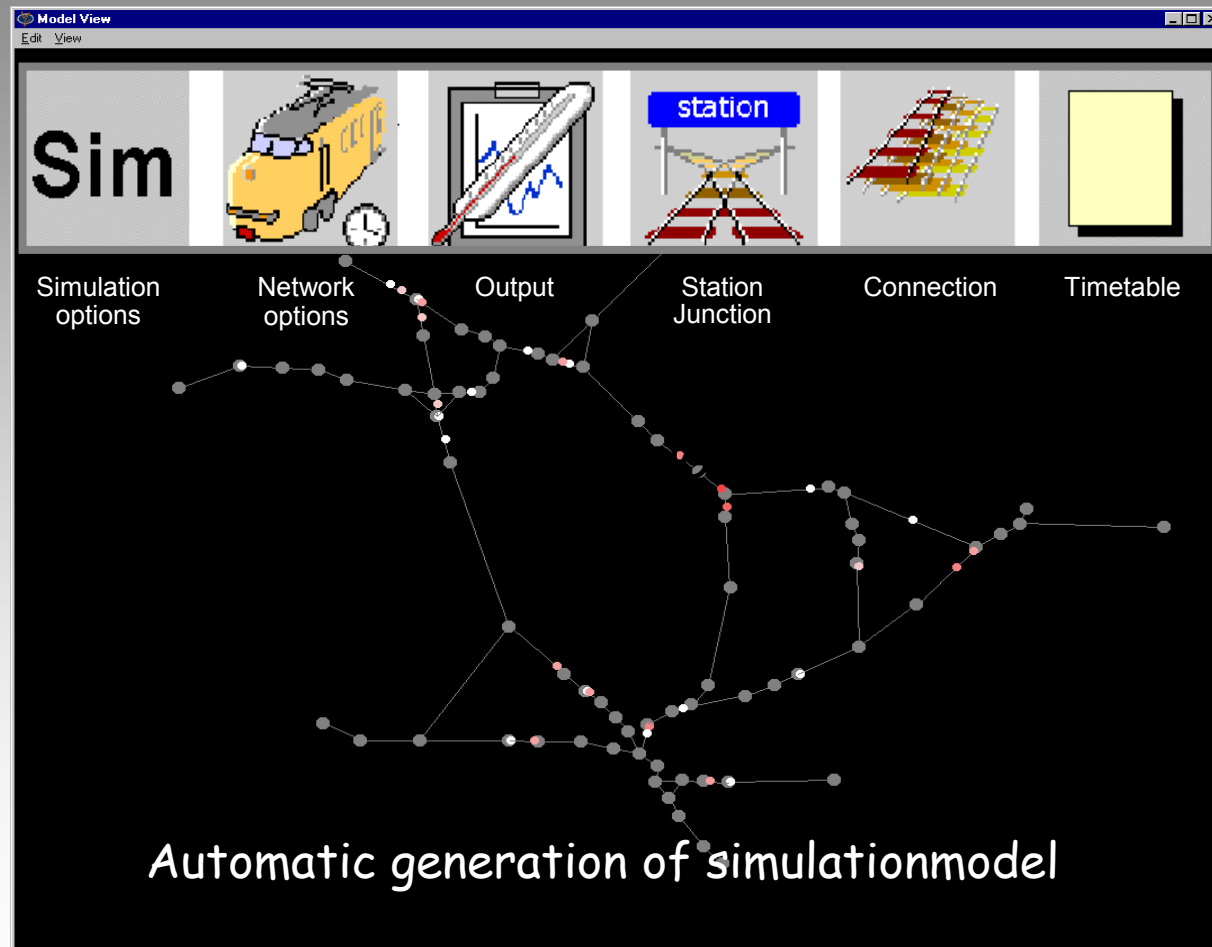 Model View
Edit View
Sim
station
Simulation
options
Network
options
Output
Station
Junction
Connection
Timetable
Automatic generation of simulationmodel